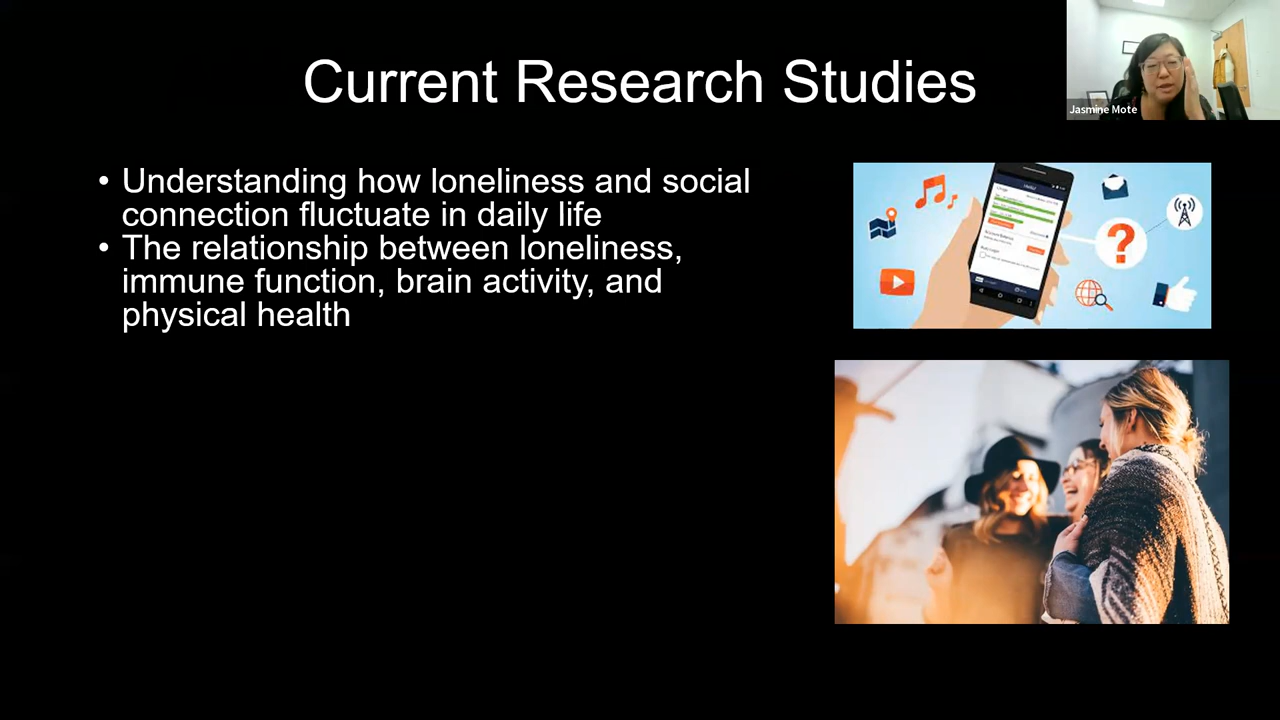 Current Research Studies
Jasmine Mote
• Understanding how loneliness and social
connection fluctuate in daily life
• The relationship between loneliness,
immune function, brain activity, and
physical health
?